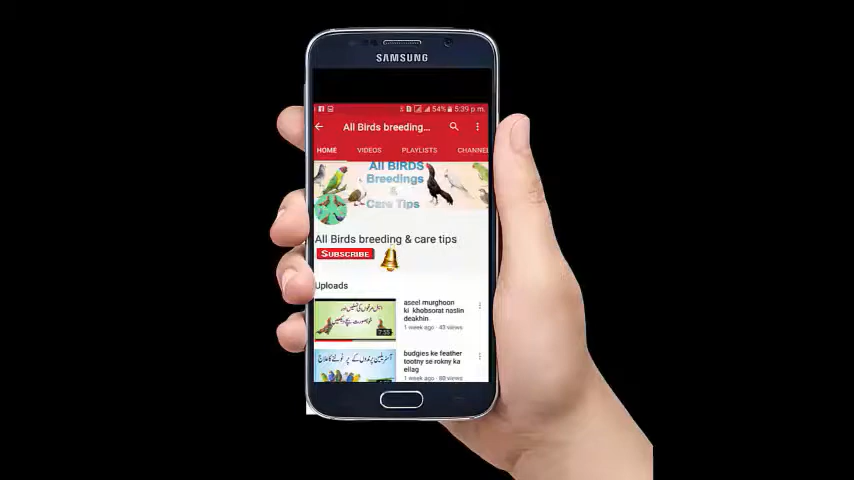 SAMSUNG
54% 5:39 p.m.
All Birds breeding...
HOME VIDEOS PLAYLISTS CHANNEL
All BIRDS
Breedings
&
Care Tips
All Birds breeding & care tips
SUBSCRIBE
Uploads
aseel murghoon
ki khobsorat naslin
deakhin
1 week ago · 43 views
7:55
budgies ke feather
tootny se rokny ka
ellag
1 week ago · 80 views